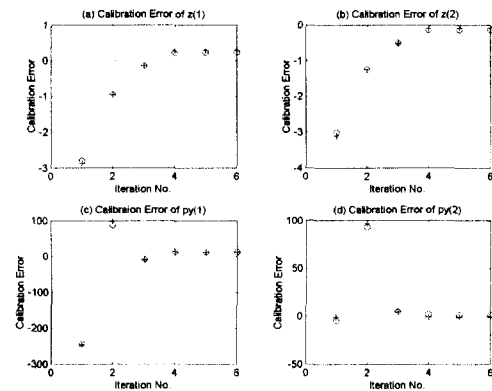 (a) Calibration Error of z(1)
Calibration Error
1
0
-1
-2
-3
0 2 4 6
Iteration No.
(b) Calibration Error of z(2)
Calibration Error
0
-1
-2
-3
-4
0 2 4 6
Iteration No.
(c) Calibraion Error of py(1)
Calibration Error
100
0
-100
-200
-300
0 2 4 6
Iteration No.
(d) Calibration Error of py(2)
Calibration Error
100
50
0
-50
0 2 4 6
Iteration No.